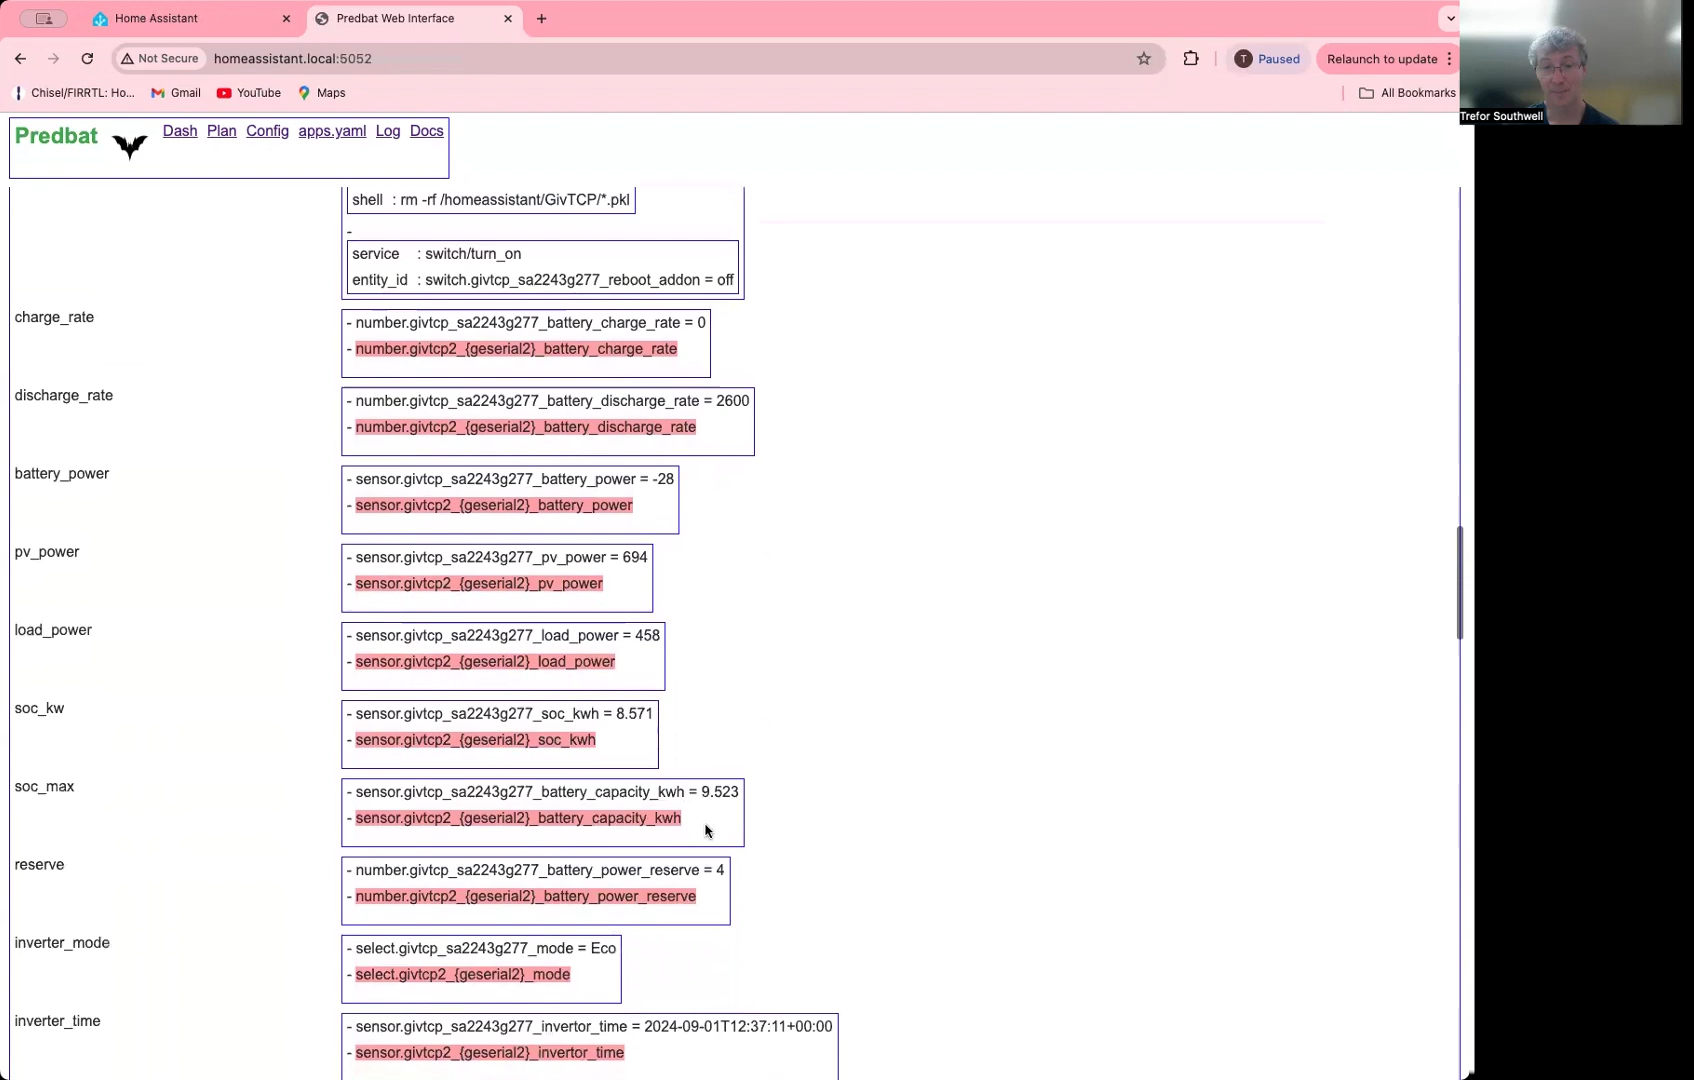 Home Assistant
Predbat Web Interface
Not Secure
homeassistant.local:5052
T
Paused
Relaunch to update
Chisel/FIRRTL: Ho...
Gmail
YouTube
Maps
All Bookmarks
Trefor Southwell
Predbat
Dash Plan Config apps.yaml Log Docs
shell : rm -rf /homeassistant/GivTCP/*.pkl
-
service : switch/turn_on
entity_id : switch.givtcp_sa2243g277_reboot_addon = off
charge_rate
- number.givtcp_sa2243g277_battery_charge_rate = 0
- number.givtcp2_{geserial2}_battery_charge_rate
discharge_rate
- number.givtcp_sa2243g277_battery_discharge_rate = 2600
- number.givtcp2_{geserial2}_battery_discharge_rate
battery_power
- sensor.givtcp_sa2243g277_battery_power = -28
- sensor.givtcp2_{geserial2}_battery_power
pv_power
- sensor.givtcp_sa2243g277_pv_power = 694
- sensor.givtcp2_{geserial2}_pv_power
load_power
- sensor.givtcp_sa2243g277_load_power = 458
- sensor.givtcp2_{geserial2}_load_power
soc_kw
- sensor.givtcp_sa2243g277_soc_kwh = 8.571
- sensor.givtcp2_{geserial2}_soc_kwh
soc_max
- sensor.givtcp_sa2243g277_battery_capacity_kwh = 9.523
- sensor.givtcp2_{geserial2}_battery_capacity_kwh
reserve
- number.givtcp_sa2243g277_battery_power_reserve = 4
- number.givtcp2_{geserial2}_battery_power_reserve
inverter_mode
- select.givtcp_sa2243g277_mode = Eco
- select.givtcp2_{geserial2}_mode
inverter_time
- sensor.givtcp_sa2243g277_invertor_time = 2024-09-01T12:37:11+00:00
- sensor.givtcp2_{geserial2}_invertor_time